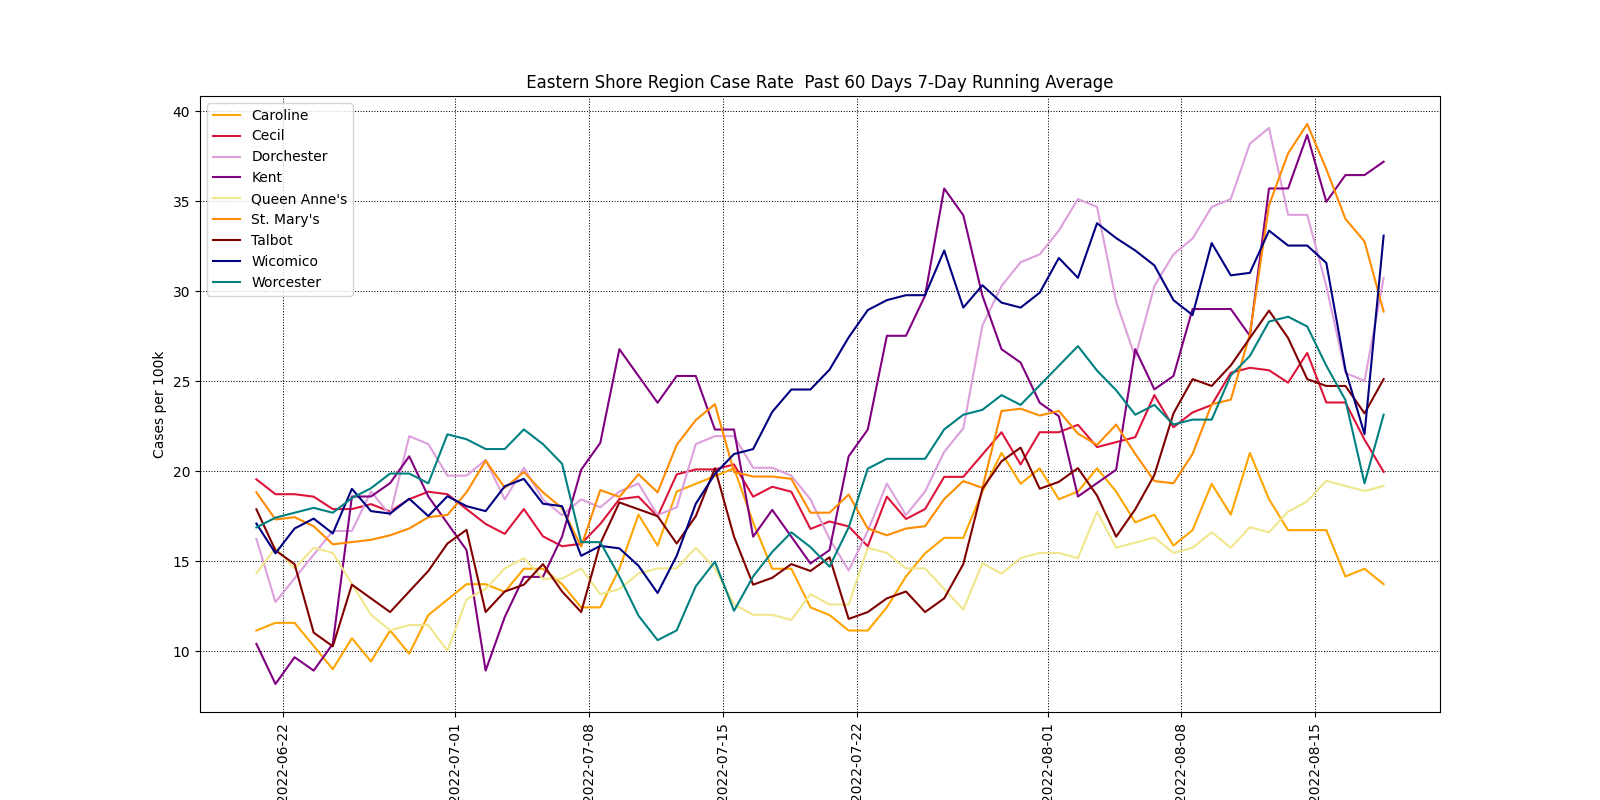 Eastern Shore Region Case Rate  Past 60 Days 7-Day Running Average
Caroline
Cecil
Dorchester
Kent
Queen Anne's
St. Mary's
Talbot
Wicomico
Worcester
Cases per 100k
40
35
30
25
20
15
10
2022-06-22
2022-07-01
2022-07-08
2022-07-15
2022-07-22
2022-08-01
2022-08-08
2022-08-15